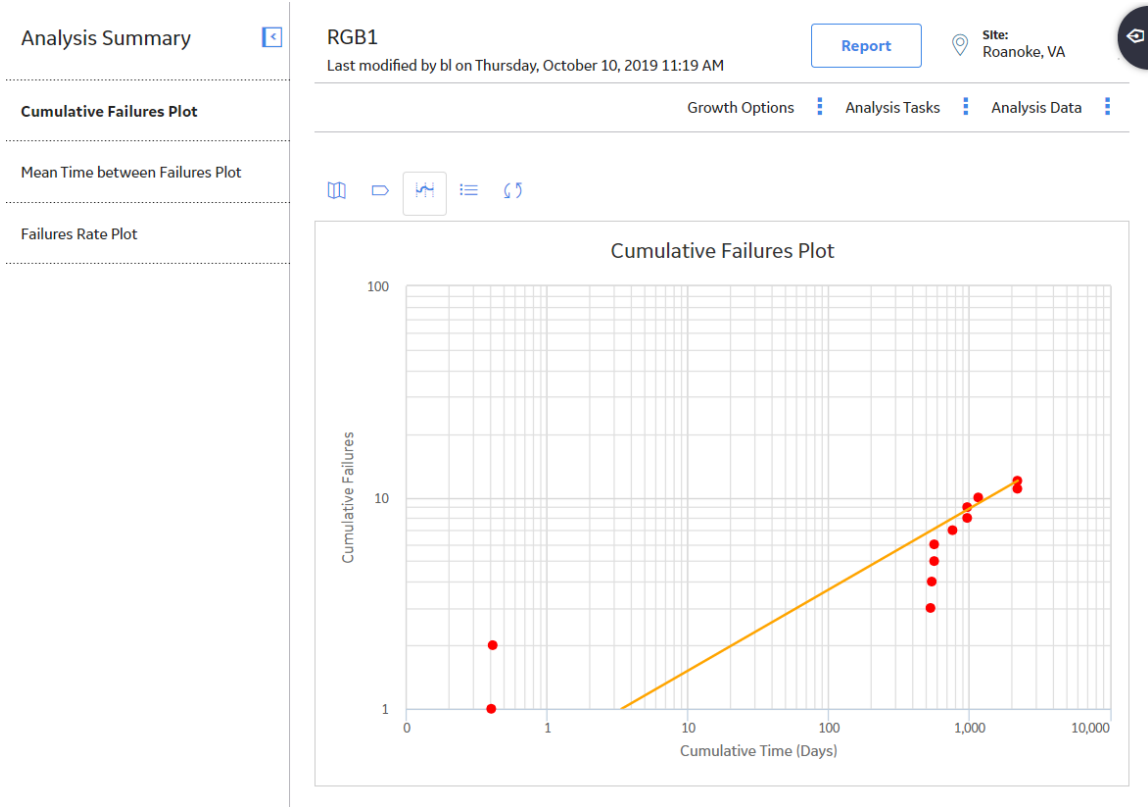 Analysis Summary
Cumulative Failures Plot
Mean Time between Failures Plot
Failures Rate Plot
RGB1
Last modified by bl on Thursday, October 10, 2019 11:19 AM
Report
Site:
Roanoke, VA
Growth Options
Analysis Tasks
Analysis Data
Cumulative Failures Plot
Cumulative Failures
100
10
1
0 1 10 100 1,000 10,000
Cumulative Time (Days)